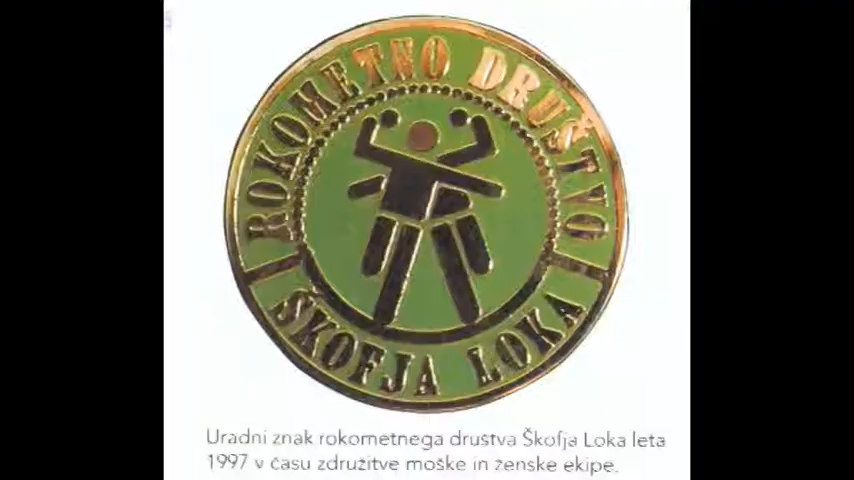 ROKOMETNO DRUŠTVO
ŠKOFJA LOKA
Uradni znak rokometnega društva Škofja Loka leta
1997 v času združitve moške in ženske ekipe.